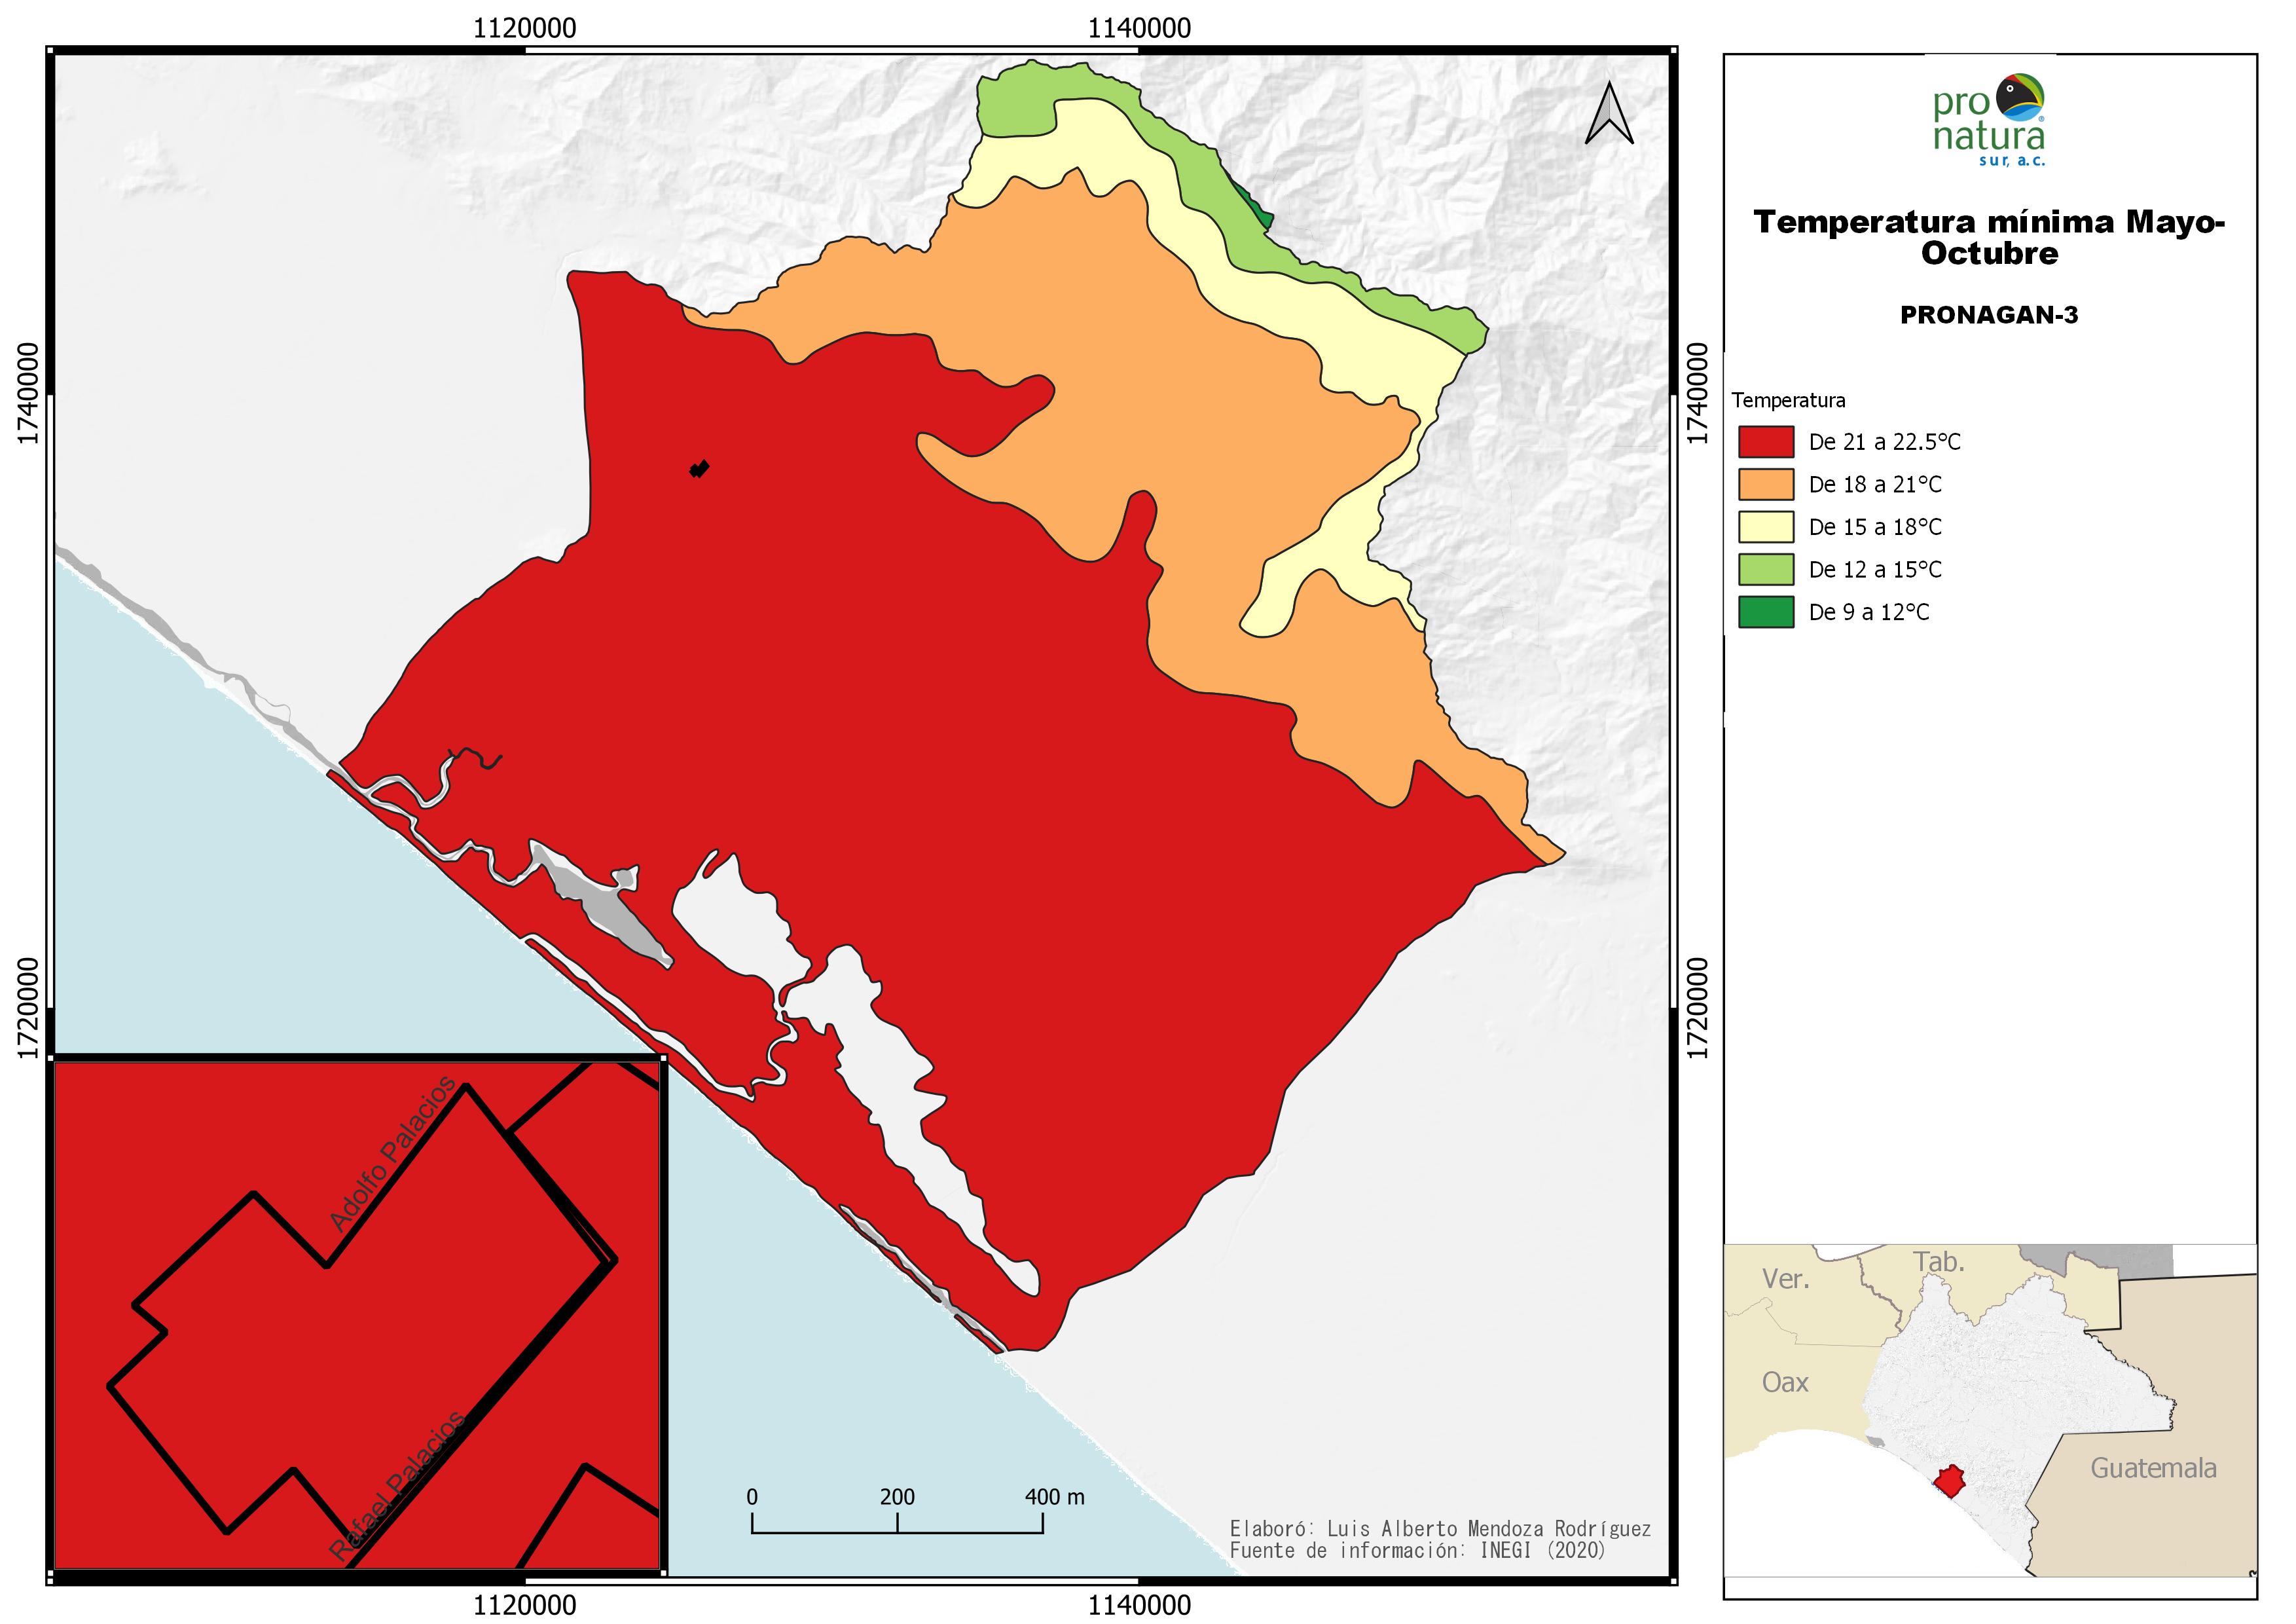 1120000
1140000
1740000
1720000
1740000
1720000
1120000
1140000
Adolfo Palacios
Rafael Palacios
0
200
400 m
Elaboró: Luis Alberto Mendoza Rodríguez
Fuente de información: INEGI (2020)
pro
natura
sur, a.c.
Temperatura mínima Mayo-
Octubre
PRONAGAN-3
Temperatura
De 21 a 22.5°C
De 18 a 21°C
De 15 a 18°C
De 12 a 15°C
De 9 a 12°C
Ver.
Tab.
Oax
Guatemala